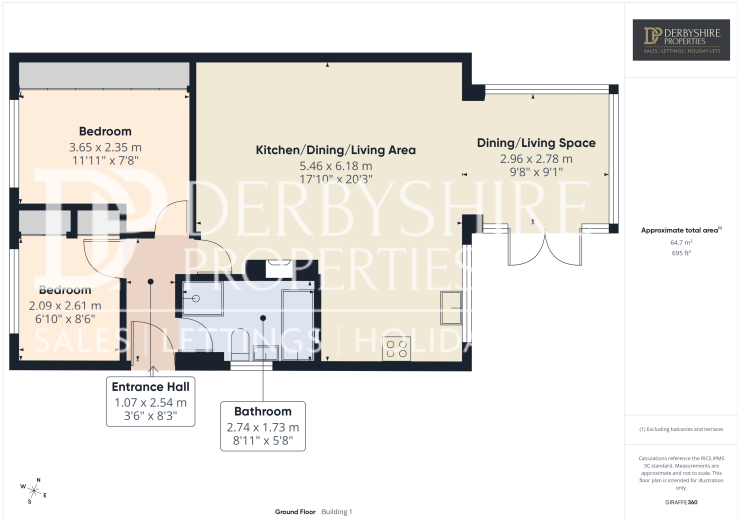 DERBYSHIRE
PROPERTIES
SALES | LETTINGS | HOLIDAY LETS
Bedroom
3.65 x 2.35 m
11'11" x 7'8"
Kitchen/Dining/Living Area
5.46 x 6.18 m
17'10" x 20'3"
Dining/Living Space
2.96 x 2.78 m
9'8" x 9'1"
DERBYSHIRE
PROPERTIES
SALES | LETTINGS | HOLIDA
Bedroom
2.09 x 2.61 m
6'10" x 8'6"
Entrance Hall
1.07 x 2.54 m
3'6" x 8'3"
Bathroom
2.74 x 1.73 m
8'11" x 5'8"
N
W
E
S
Ground Floor Building 1
Approximate total area(1)
64.7 m²
695 ft²
(1) Excluding balconies and terraces
Calculations reference the RICS IPMS
3C standard. Measurements are
approximate and not to scale. This
floor plan is intended for illustration
only.
GIRAFFE360